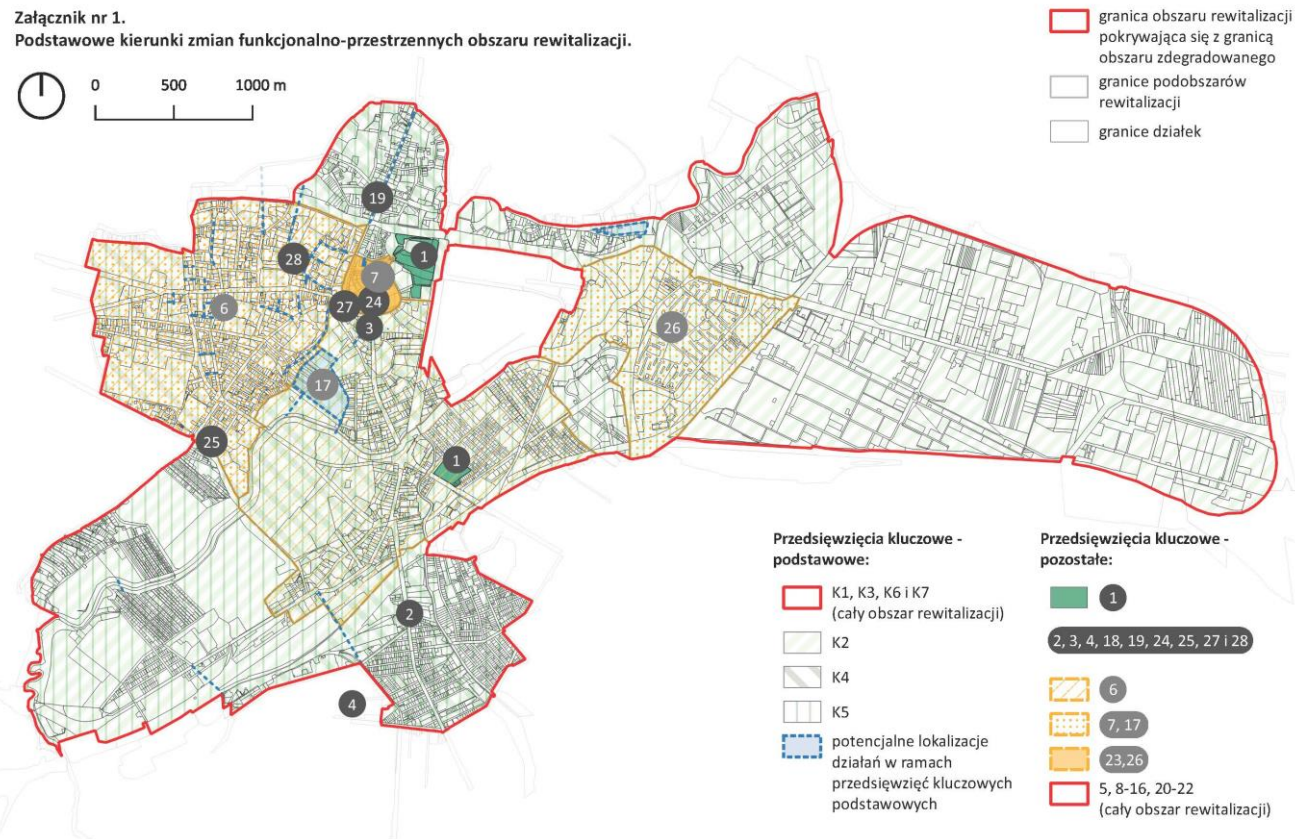 Załącznik nr 1.
Podstawowe kierunki zmian funkcjonalno-przestrzennych obszaru rewitalizacji.
0 500 1000 m
granica obszaru rewitalizacji
pokrywająca się z granicą
obszaru zdegradowanego
granice podobszarów
rewitalizacji
granice działek
19
1
28
7
27
24
6
3
26
17
25
1
2
4
Przedsięwzięcia kluczowe -
podstawowe:
K1, K3, K6 i K7
(cały obszar rewitalizacji)
K2
K4
K5
potencjalne lokalizacje
działań w ramach
przedsięwzięć kluczowych
podstawowych
Przedsięwzięcia kluczowe -
pozostałe:
1
2, 3, 4, 18, 19, 24, 25, 27 i 28
6
7, 17
23,26
5, 8-16, 20-22
(cały obszar rewitalizacji)